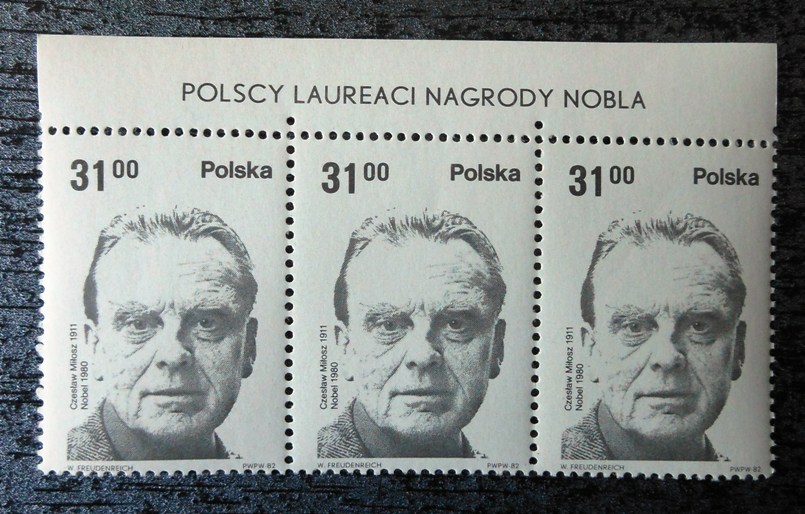 POLSCY LAUREACI NAGRODY NOBLA
31 00 Polska
Czesław Miłosz 1911
Nobel 1980
W. FREUDENREICH PWPW 82
31 00 Polska
Czesław Miłosz 1911
Nobel 1980
W. FREUDENREICH PWPW 82
31 00 Polska
Czesław Miłosz 1911
Nobel 1980
W. FREUDENREICH PWPW 82